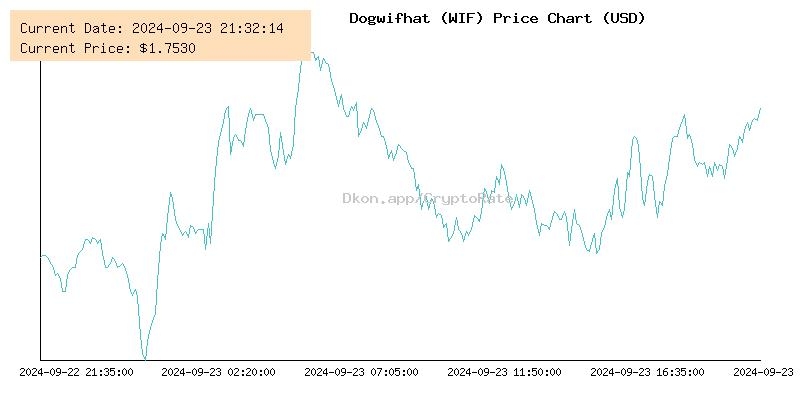 Dogwifhat (WIF) Price Chart (USD)
Current Date: 2024-09-23 21:32:14
Current Price: $1.7530
Dkon.app/CryptoRate
2024-09-22 21:35:00 2024-09-23 02:20:00 2024-09-23 07:05:00 2024-09-23 11:50:00 2024-09-23 16:35:00 2024-09-23